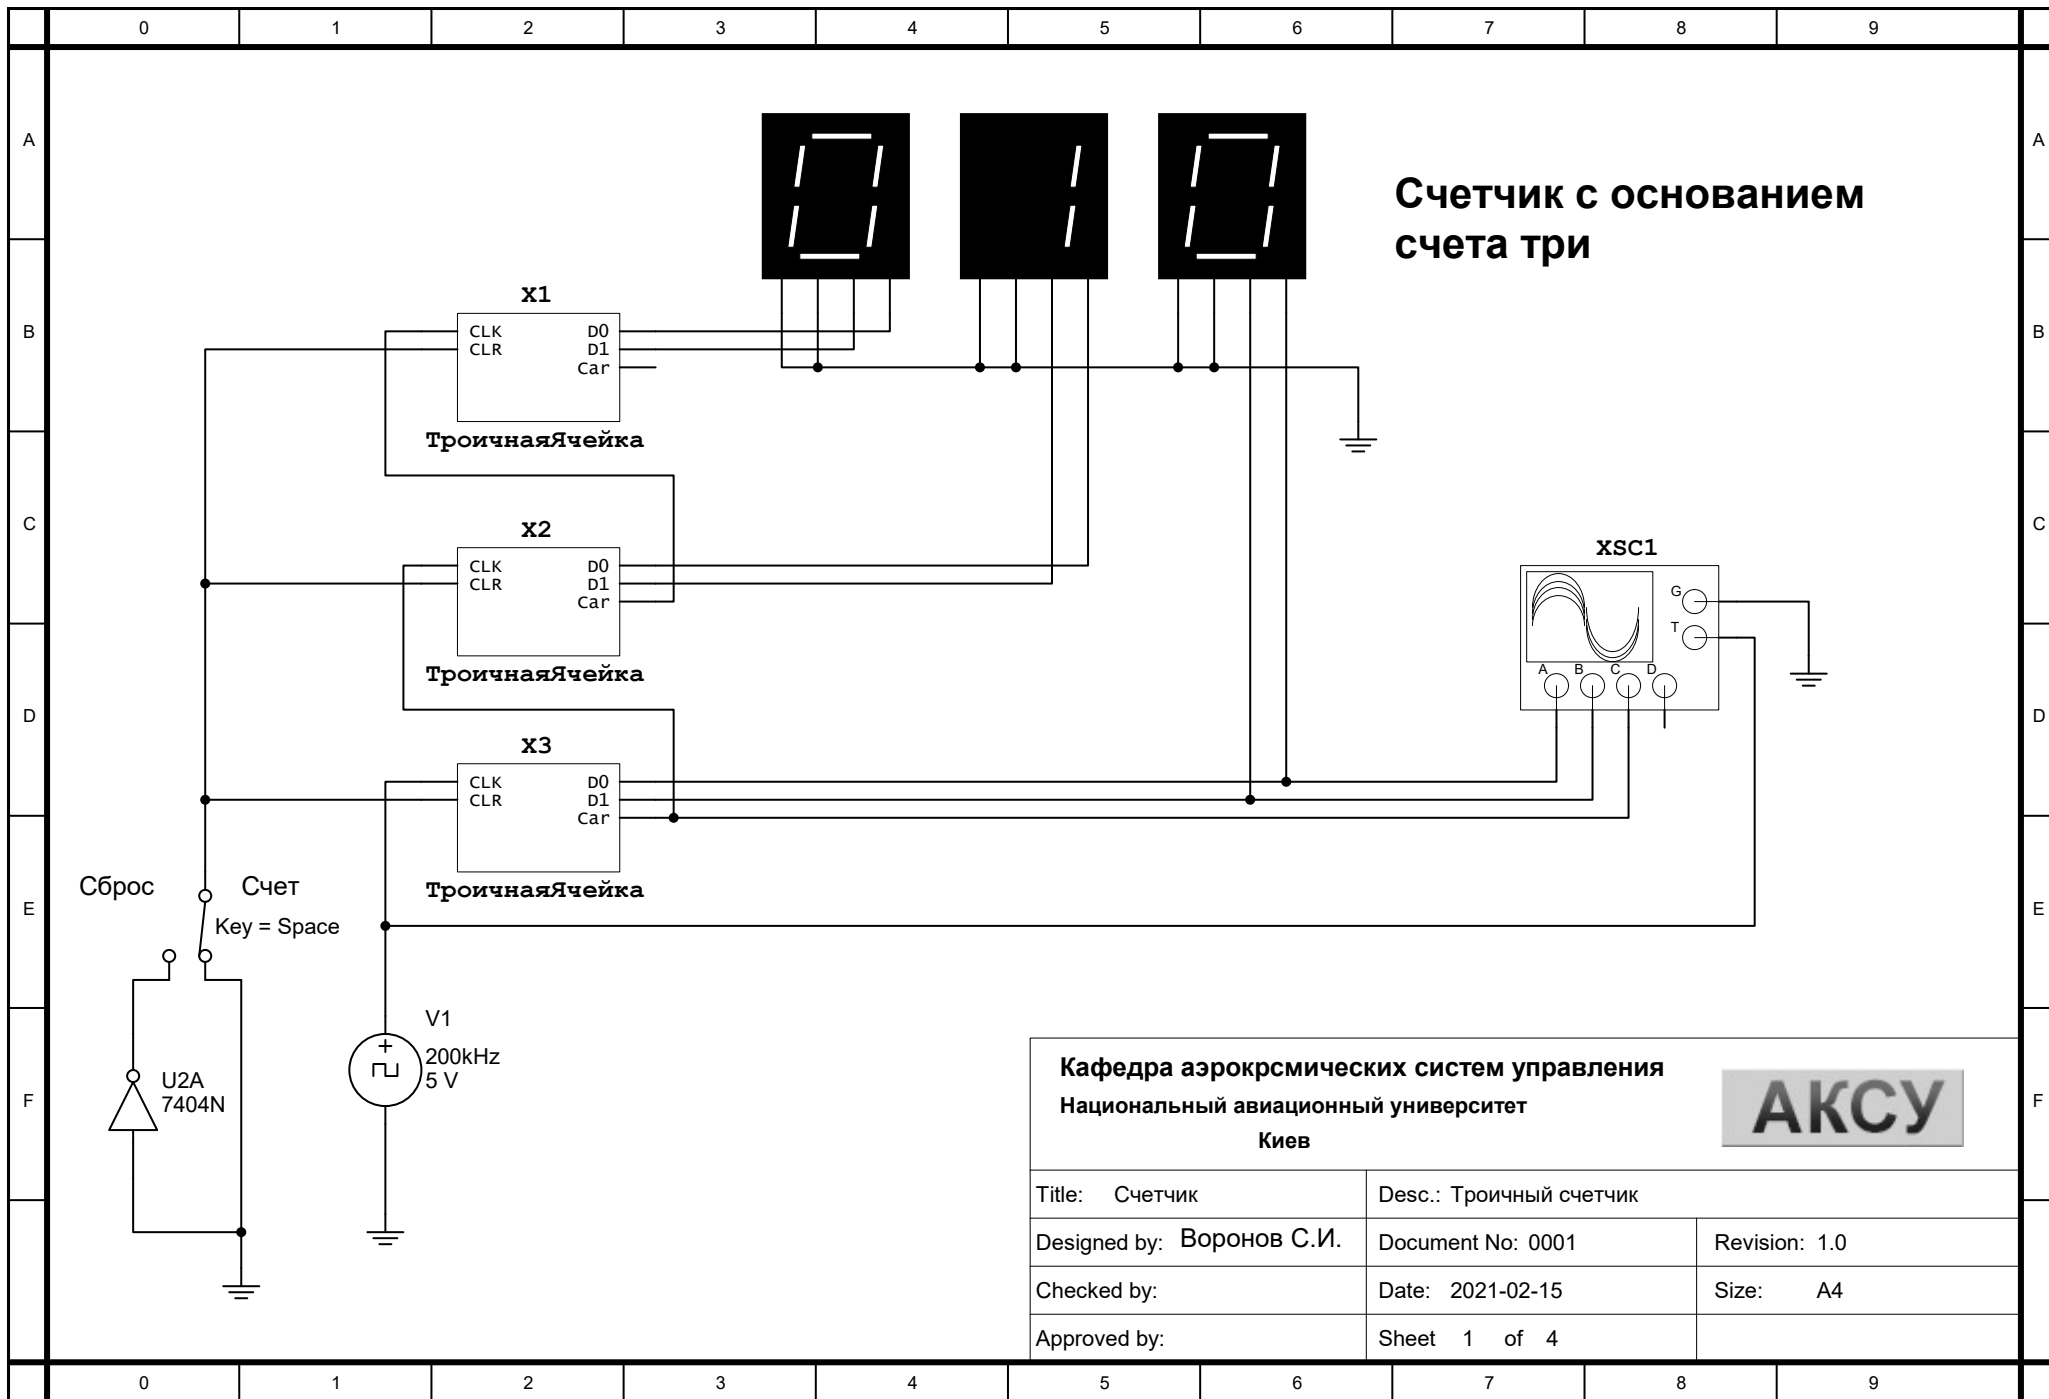 0 1 2 3 4 5 6 7 8 9
A A
010
Счетчик с основанием
счета три
X1
B B
CLK D0
CLR D1
Car
ТроичнаяЯчейка
C C
X2
CLK D0
CLR D1
Car
ТроичнаяЯчейка
XSC1
G
T
A B C D
D D
X3
CLK D0
CLR D1
Car
ТроичнаяЯчейка
Сброс Счет
E E
Key = Space
V1
200kHz
5 V
U2A
7404N
F F
Кафедра аэрокрсмических систем управления
Национальный авиационный университет
Киев
АКСУ
Title: Счетчик Desc.: Троичный счетчик
Designed by: Воронов С.И. Document No: 0001 Revision: 1.0
Checked by: Date: 2021-02-15 Size: A4
Approved by: Sheet 1 of 4
0 1 2 3 4 5 6 7 8 9